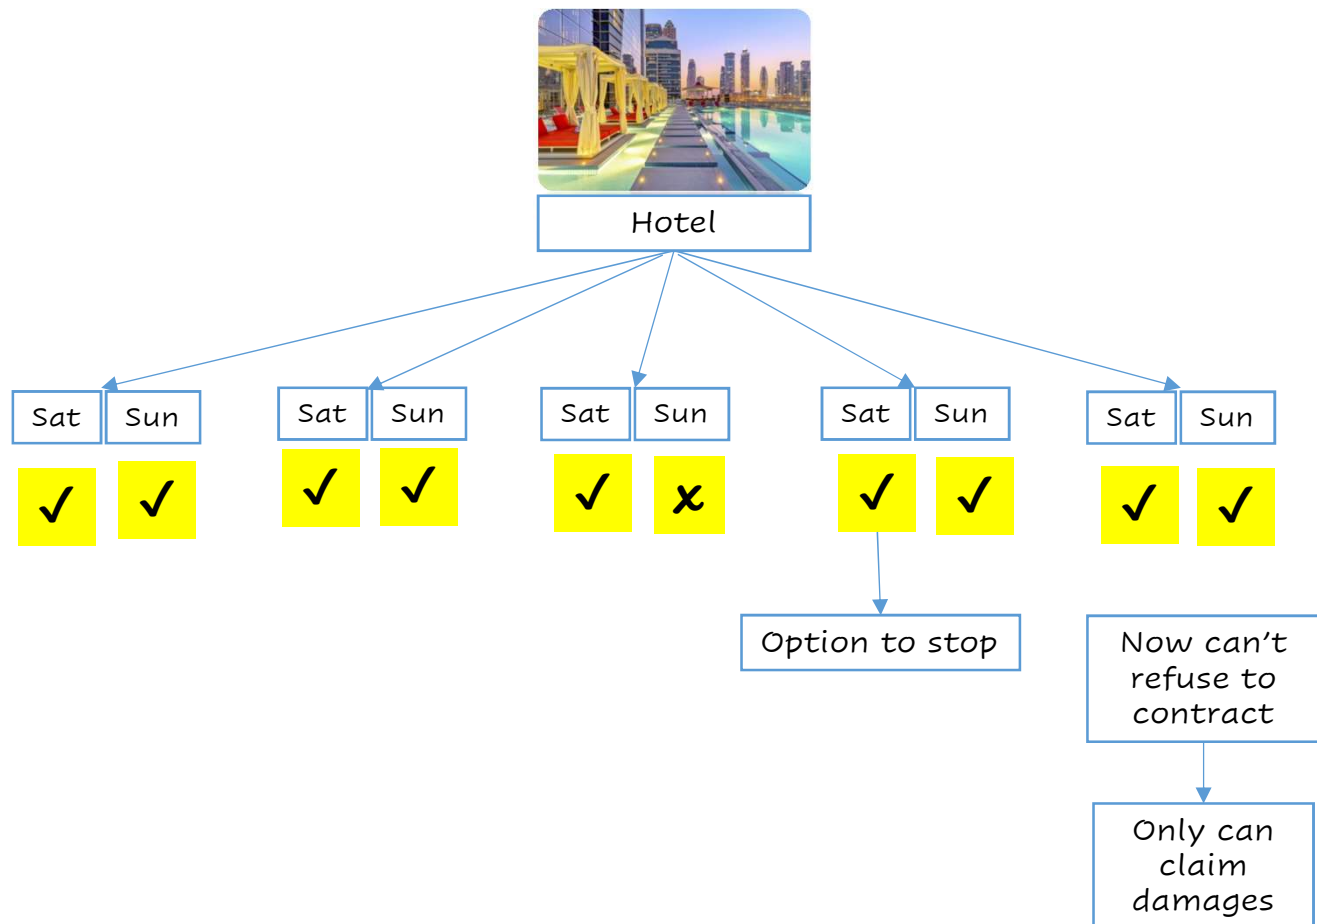 Hotel
Sat Sun Sat Sun Sat Sun Sat Sun Sat Sun
✓ ✓ ✓ ✓ ✓ x ✓ ✓ ✓ ✓
Option to stop
Now can't
refuse to
contract
Only can
claim
damages